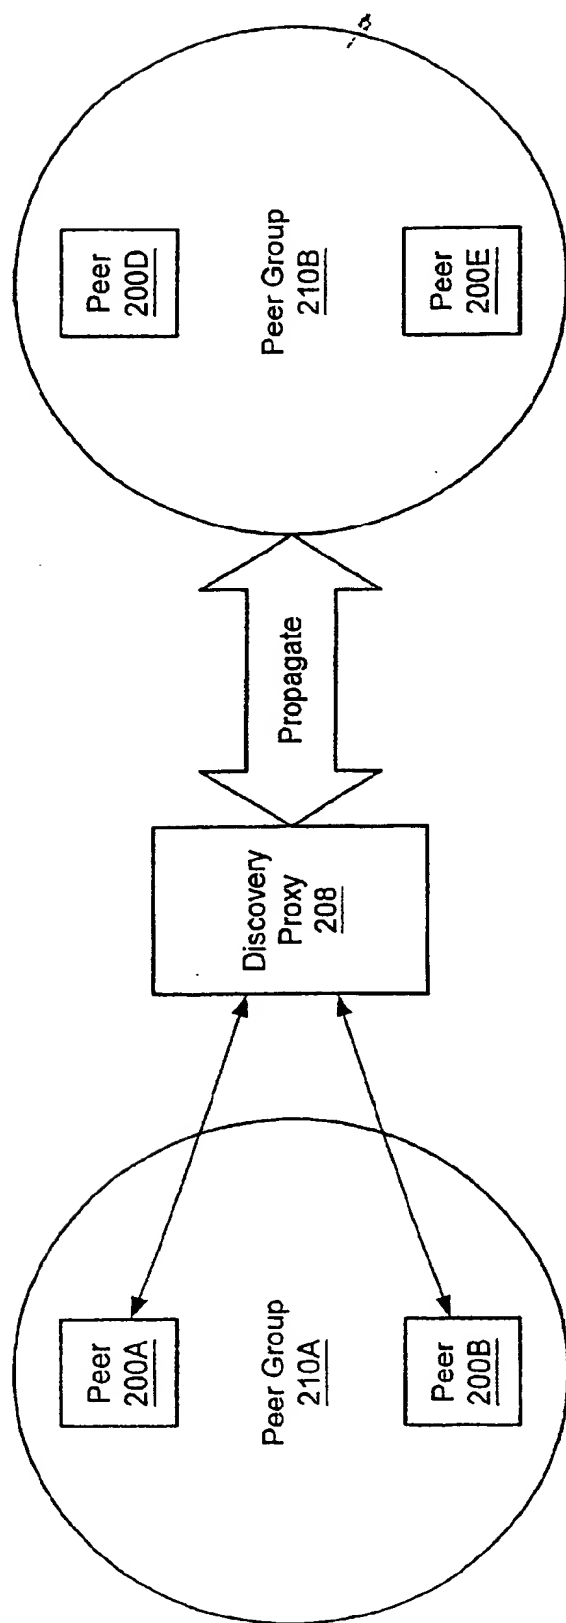 Peer
200A
Peer Group
210A
Peer
200B
Discovery
Proxy
208
Propagate
Peer
200D
Peer Group
210B
Peer
200E